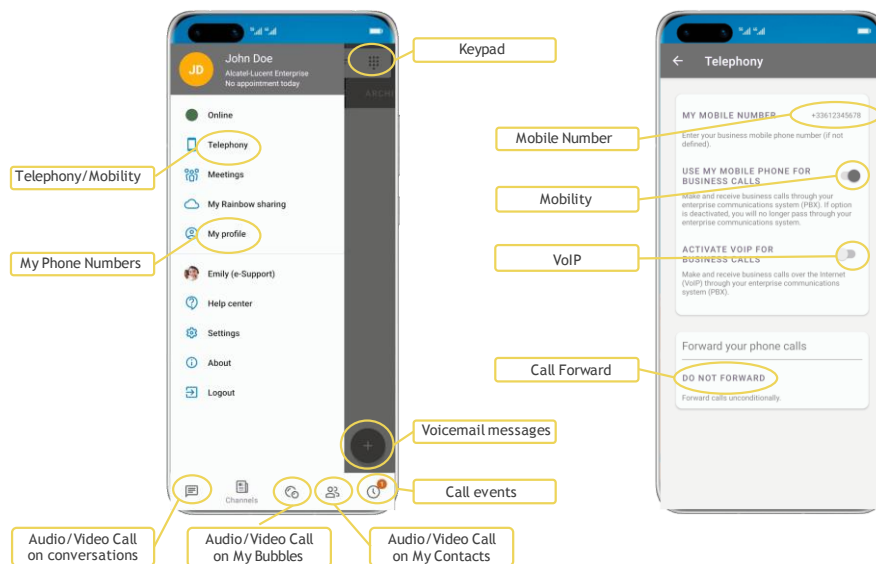 John Doe
JD
Alcatel-Lucent Enterprise
No appointment today
ARCHI
Online
Telephony
Meetings
My Rainbow sharing
My profile
Emily (e-Support)
Help center
Settings
About
Logout
+
Channels
1
Keypad
Telephony/Mobility
My Phone Numbers
Voicemail messages
Call events
Audio/Video Call
on conversations
Audio/Video Call
on My Bubbles
Audio/Video Call
on My Contacts
Mobile Number
Mobility
VoIP
Call Forward
Telephony
MY MOBILE NUMBER +33612345678
Enter your business mobile phone number (if not
defined).
USE MY MOBILE PHONE FOR
BUSINESS CALLS
Make and receive business calls through your
enterprise communications system (PBX). If option
is deactivated, you will no longer pass through your
enterprise communications system.
ACTIVATE VOIP FOR
BUSINESS CALLS
Make and receive business calls over the Internet
(VoIP) through your enterprise communications
system (PBX).
Forward your phone calls
DO NOT FORWARD
Forward calls unconditionally.